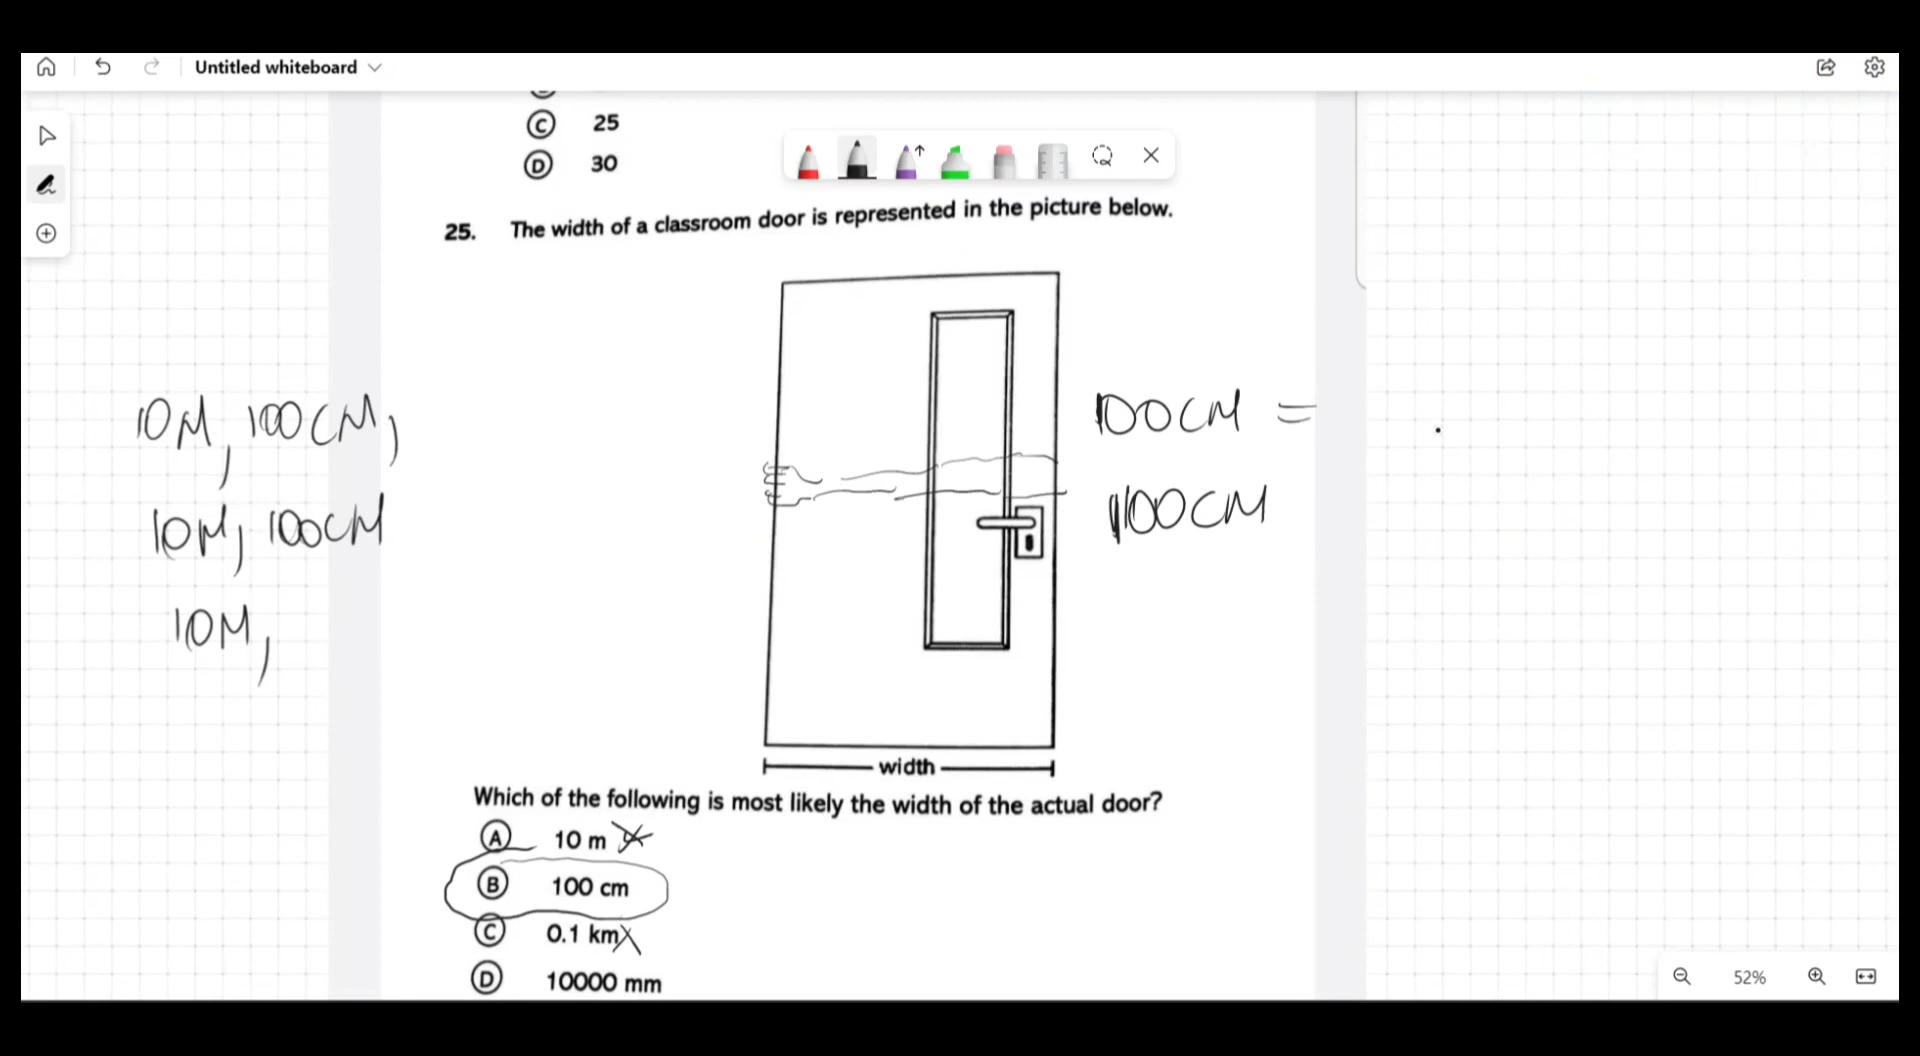 Untitled whiteboard
C 25
D 30
25. The width of a classroom door is represented in the picture below.
10M, 100CM,
10M, 100CM
10M,
100CM =
100CM
width
Which of the following is most likely the width of the actual door?
A 10 m
B 100 cm
C 0.1 km
D 10000 mm
52%